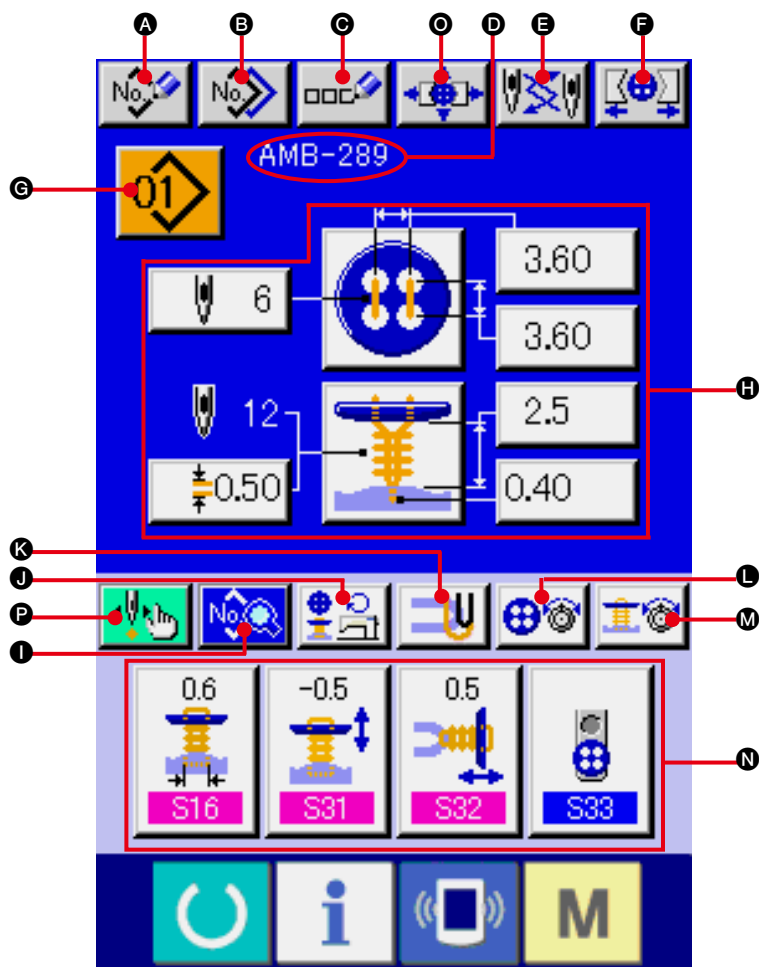 A B C O D E F
No. No.
AMB-289
G 01
3.60
6
3.60
H
12 2.5
0.50 0.40
K
J L
P No. M
I
0.6 -0.5 0.5
N
S16 S31 S32 S33
i M